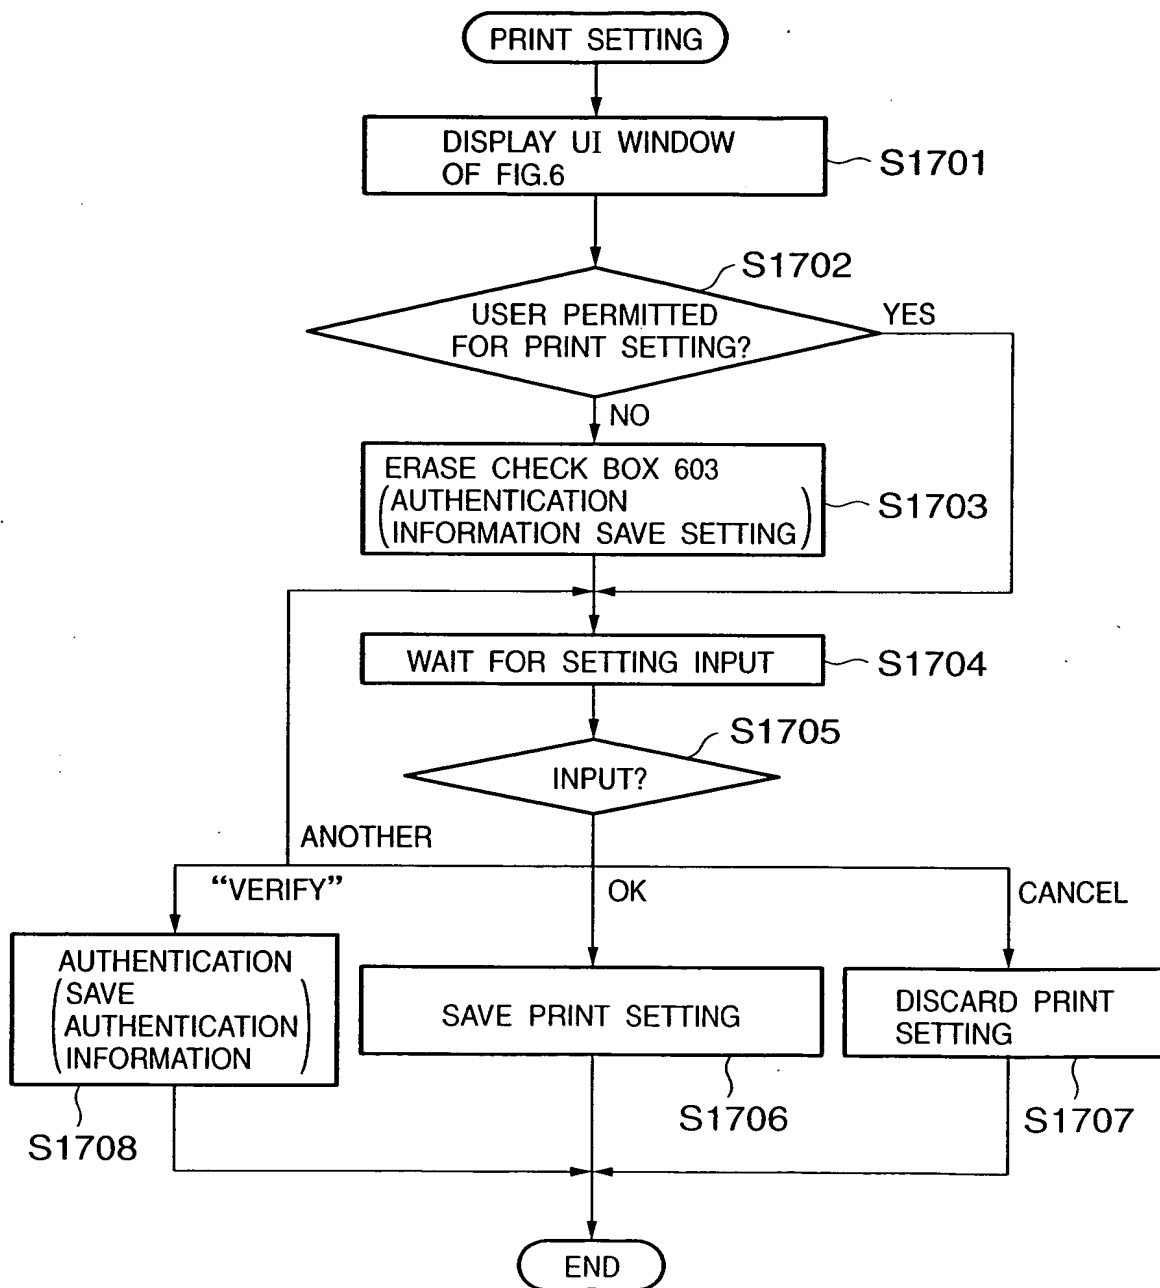 PRINT SETTING
DISPLAY UI WINDOW
OF FIG.6
S1701
S1702
USER PERMITTED
FOR PRINT SETTING?
YES
NO
ERASE CHECK BOX 603
(AUTHENTICATION
INFORMATION SAVE SETTING)
S1703
WAIT FOR SETTING INPUT
S1704
S1705
INPUT?
ANOTHER
“VERIFY”
OK
CANCEL
AUTHENTICATION
(SAVE
AUTHENTICATION
INFORMATION)
S1708
SAVE PRINT SETTING
S1706
DISCARD PRINT
SETTING
S1707
END